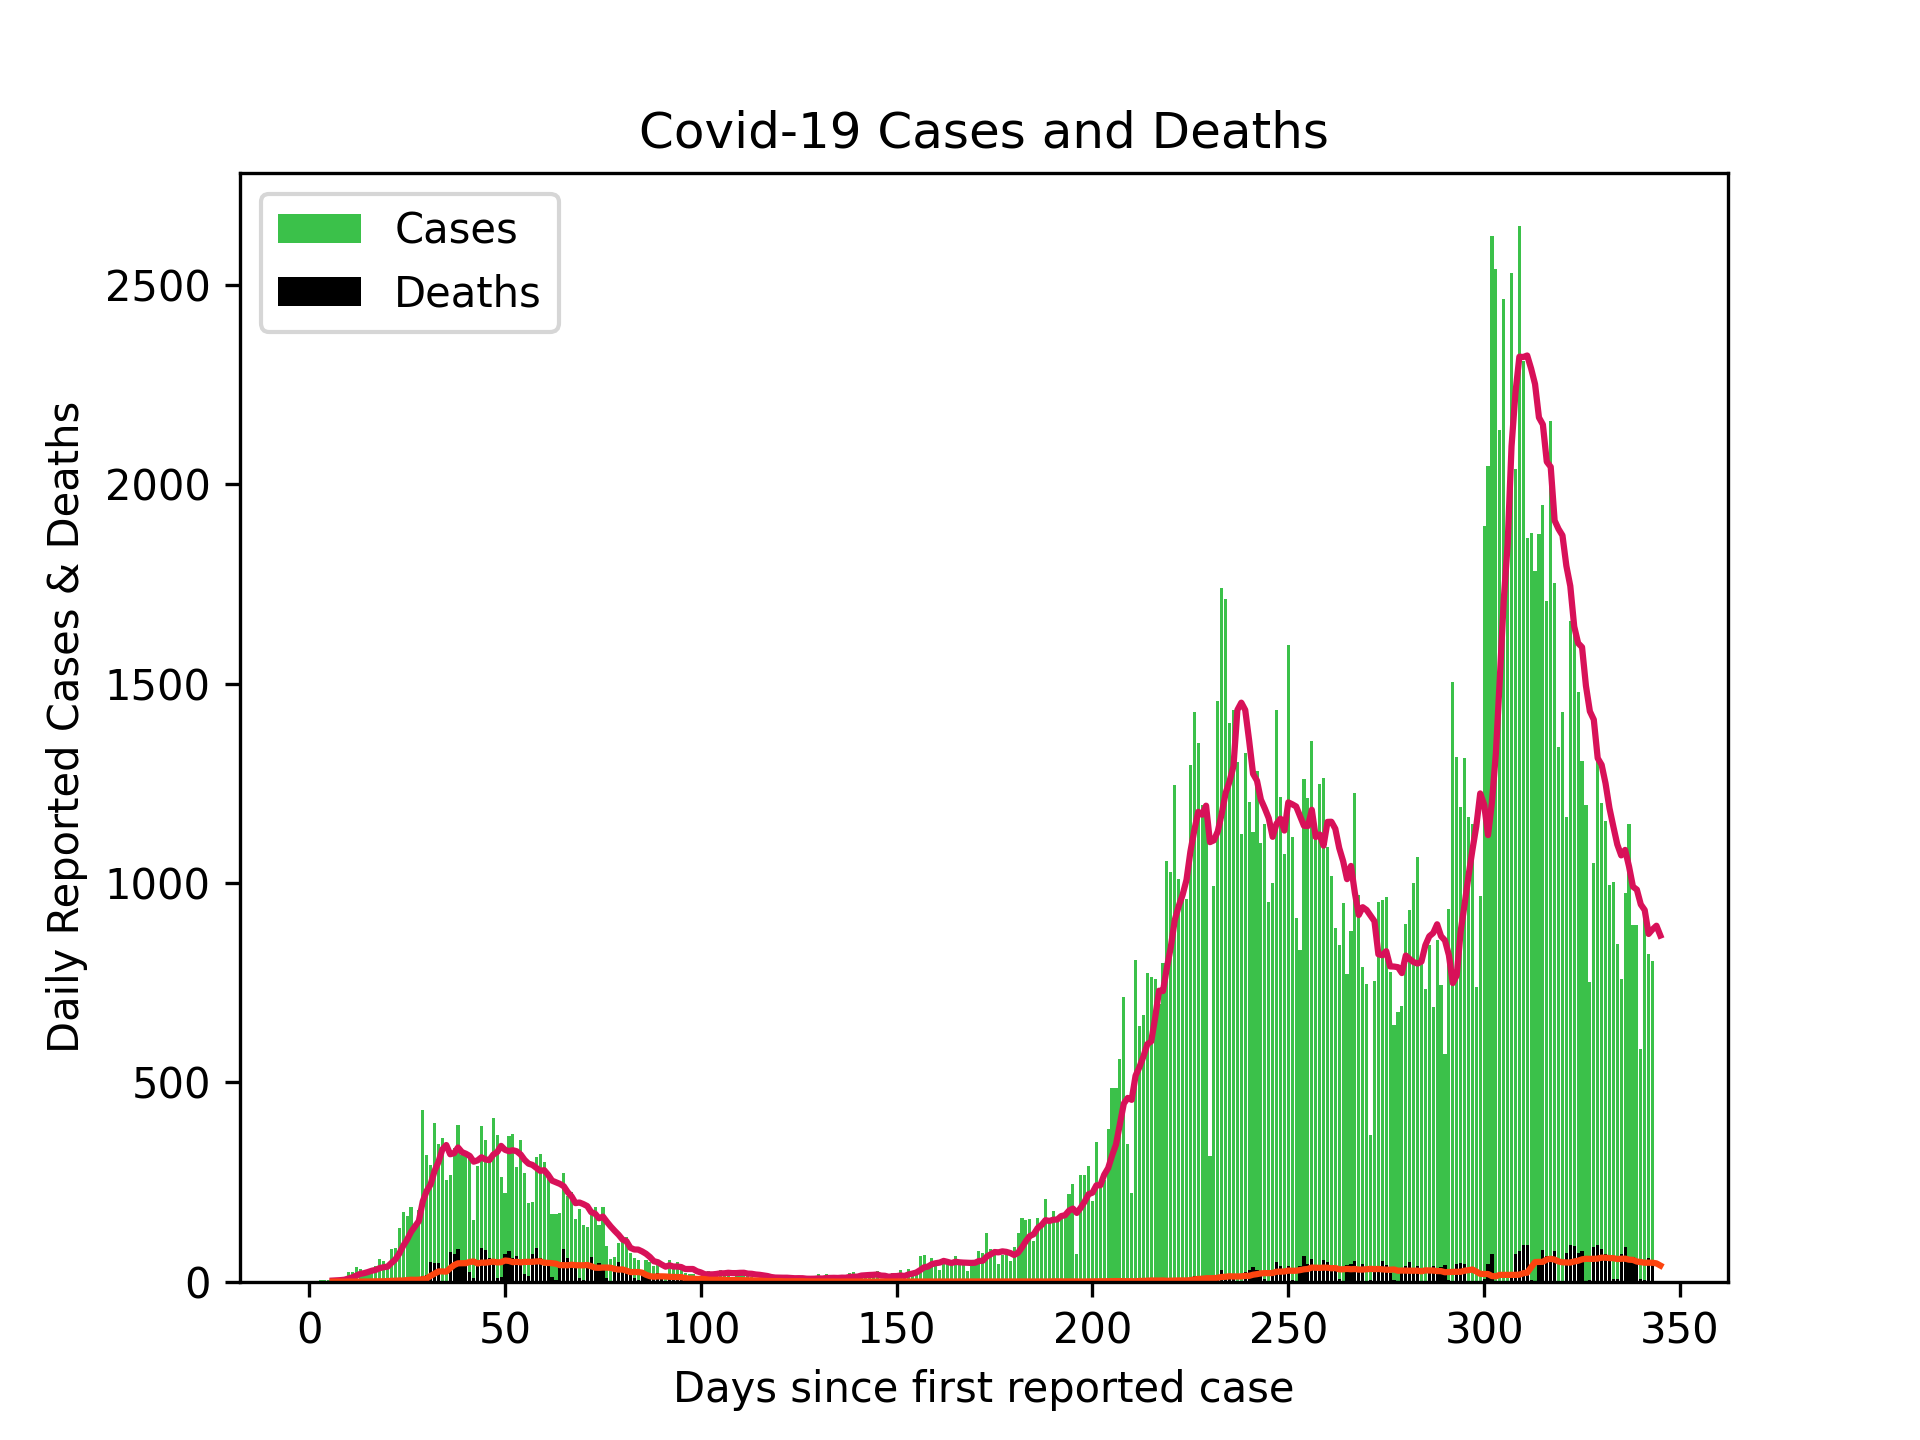 Covid-19 Cases and Deaths
Cases
Deaths
2500
2000
1500
1000
500
0
Daily Reported Cases & Deaths
0 50 100 150 200 250 300 350
Days since first reported case